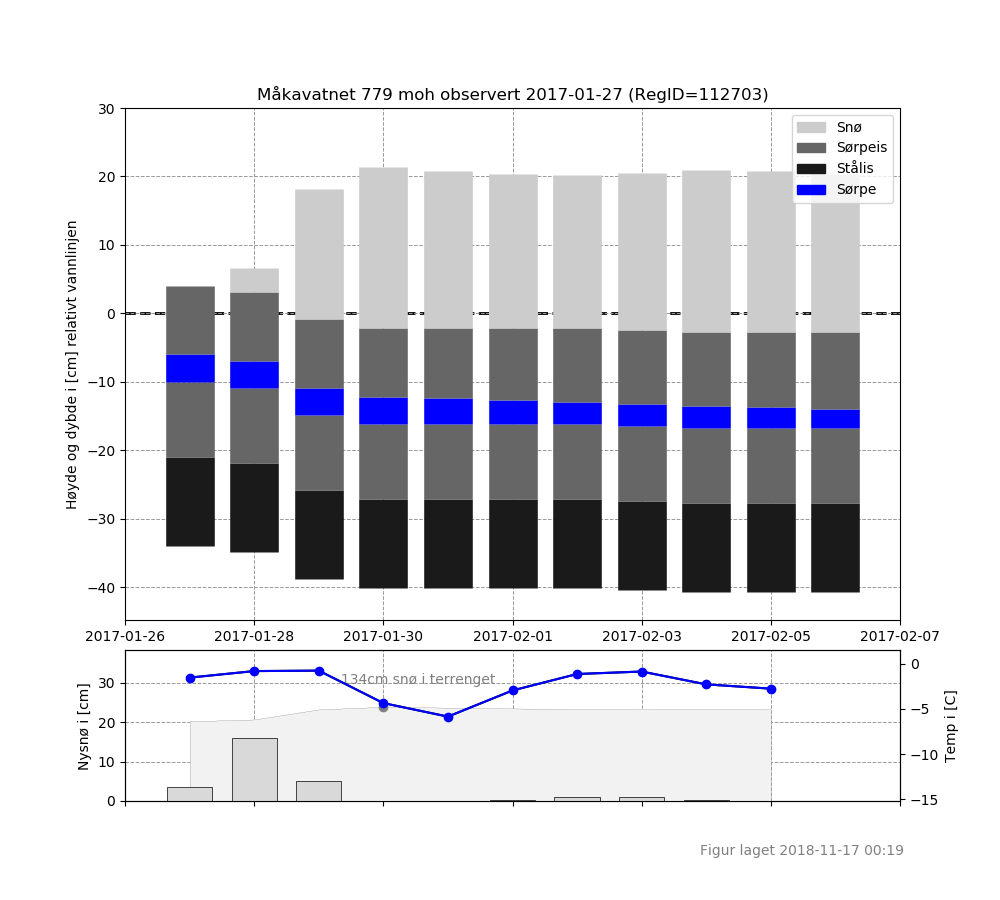 Måkavatnet 779 moh observert 2017-01-27 (RegID=112703)
30
20
10
0
−10
−20
−30
−40
Høyde og dybde i [cm] relativt vannlinjen
Snø
Sørpeis
Stålis
Sørpe
2017-01-26 2017-01-28 2017-01-30 2017-02-01 2017-02-03 2017-02-05 2017-02-07
30
20
10
0
Nysnø i [cm]
134cm snø i terrenget
0
−5
−10
−15
Temp i [C]
Figur laget 2018-11-17 00:19